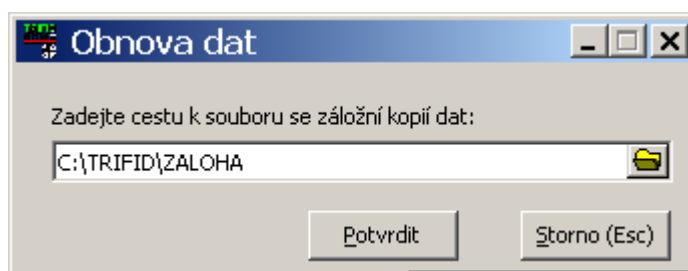 Obnova dat
Zadejte cestu k souboru se záložní kopií dat:
C:\TRIFID\ZALOHA
Potvrdit
Storno (Esc)